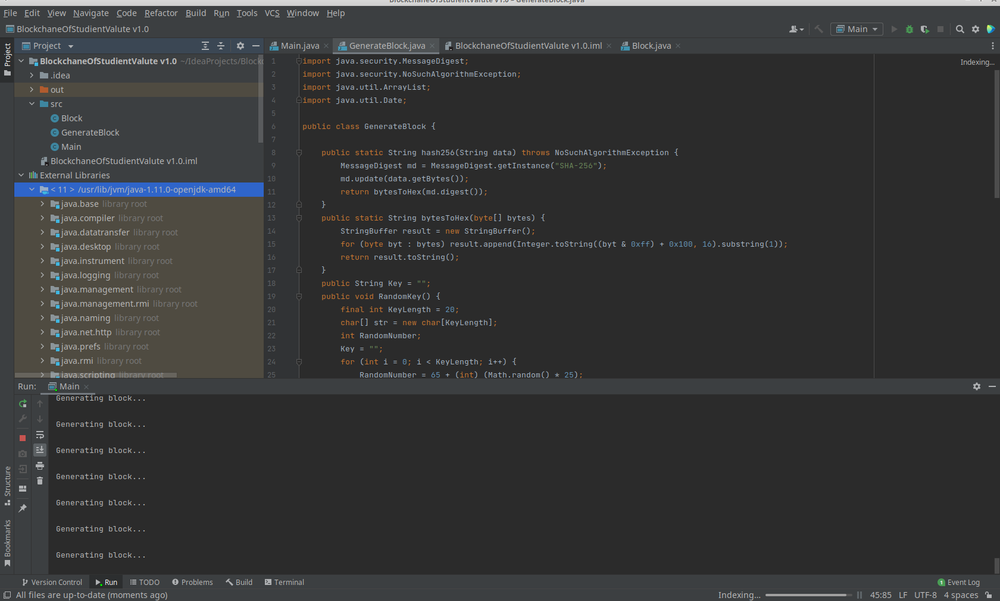 BlockchaneOfStudientValute v1.0 – GenerateBlock.java
File Edit View Navigate Code Refactor Build Run Tools VCS Window Help
BlockchaneOfStudientValute v1.0
Main
Project
Project
BlockchaneOfStudientValute v1.0 ~/IdeaProjects/Blockc
.idea
out
src
Block
GenerateBlock
Main
BlockchaneOfStudientValute v1.0.iml
External Libraries
< 11 > /usr/lib/jvm/java-1.11.0-openjdk-amd64
java.base library root
java.compiler library root
java.datatransfer library root
java.desktop library root
java.instrument library root
java.logging library root
java.management library root
java.management.rmi library root
java.naming library root
java.net.http library root
java.prefs library root
java.rmi library root
java.scripting library root
Main.java GenerateBlock.java BlockchaneOfStudientValute v1.0.iml Block.java
Indexing...
1 import java.security.MessageDigest;
2 import java.security.NoSuchAlgorithmException;
3 import java.util.ArrayList;
4 import java.util.Date;
5
6 public class GenerateBlock {
7
8 public static String hash256(String data) throws NoSuchAlgorithmException {
9 MessageDigest md = MessageDigest.getInstance("SHA-256");
10 md.update(data.getBytes());
11 return bytesToHex(md.digest());
12 }
13 public static String bytesToHex(byte[] bytes) {
14 StringBuffer result = new StringBuffer();
15 for (byte byt : bytes) result.append(Integer.toString((byt & 0xff) + 0x100, 16).substring(1));
16 return result.toString();
17 }
18 public String Key = "";
19 public void RandomKey() {
20 final int KeyLength = 20;
21 char[] str = new char[KeyLength];
22 int RandomNumber;
23 Key = "";
24 for (int i = 0; i < KeyLength; i++) {
25 RandomNumber = 65 + (int) (Math.random() * 25);
Run: Main
Generating block...
Generating block...
Generating block...
Generating block...
Generating block...
Generating block...
Generating block...
Structure
Bookmarks
Version Control Run TODO Problems Build Terminal
1 Event Log
All files are up-to-date (moments ago)
Indexing... 45:85 LF UTF-8 4 spaces